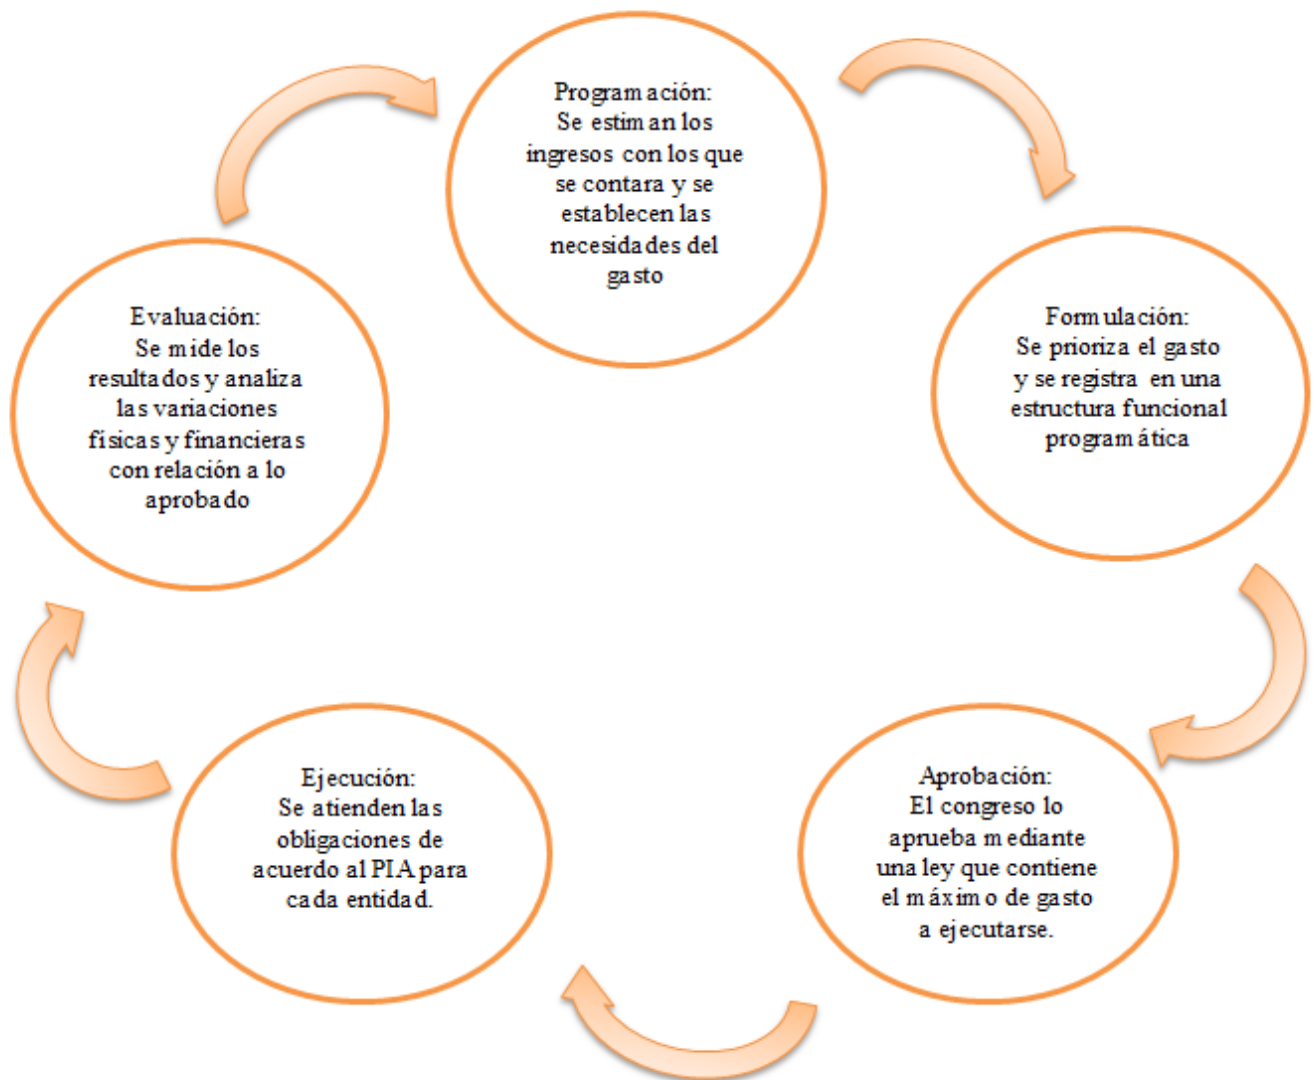 Programación:
Se estiman los
ingresos con los que
se contara y se
establecen las
necesidades del
gasto
Formulación:
Se prioriza el gasto
y se registra en una
estructura funcional
programática
Aprobación:
El congreso lo
aprueba mediante
una ley que contiene
el máximo de gasto
a ejecutarse.
Ejecución:
Se atienden las
obligaciones de
acuerdo al PIA para
cada entidad.
Evaluación:
Se mide los
resultados y analiza
las variaciones
físicas y financieras
con relación a lo
aprobado